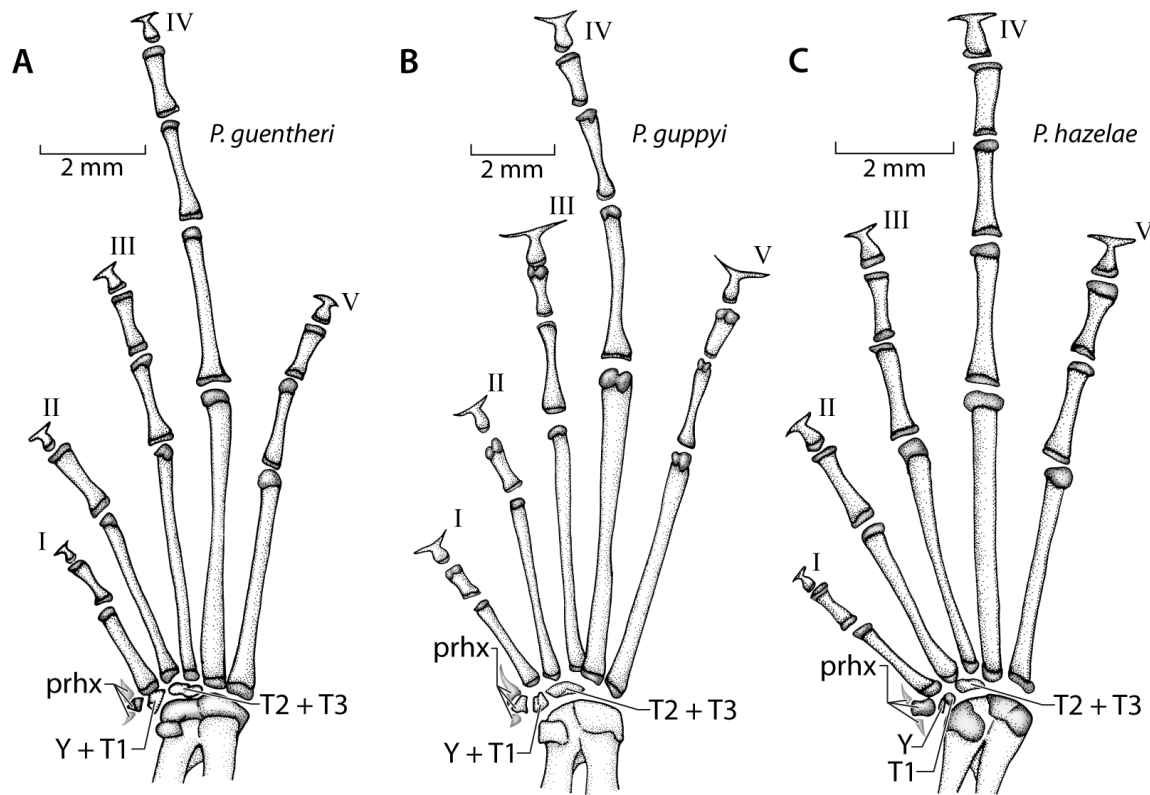 A
P. guentheri
2 mm
IV
III
V
II
I
prhx
Y + T1
T2 + T3
B
P. guppyi
2 mm
IV
III
V
II
I
prhx
Y + T1
T2 + T3
C
P. hazelae
2 mm
IV
III
V
II
I
prhx
Y
T1
T2 + T3